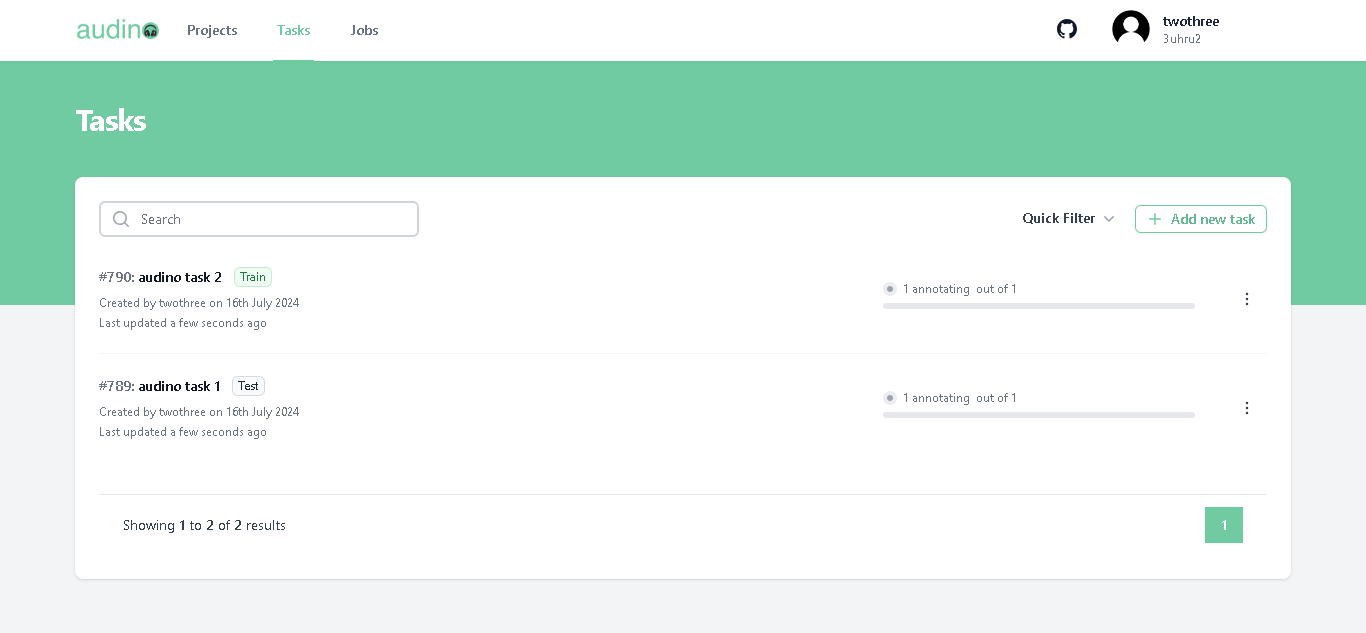 audino
Projects
Tasks
Jobs
twothree
3uhru2
Tasks
Search
Quick Filter
Add new task
#790: audino task 2 Train
Created by twothree on 16th July 2024
Last updated a few seconds ago
1 annotating out of 1
#789: audino task 1 Test
Created by twothree on 16th July 2024
Last updated a few seconds ago
1 annotating out of 1
Showing 1 to 2 of 2 results
1